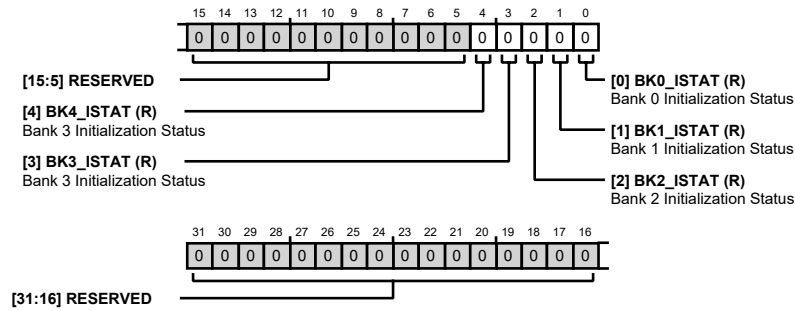 15 14 13 12 11 10 9 8 7 6 5 4 3 2 1 0
0 0 0 0 0 0 0 0 0 0 0 0 0 0 0 0
[15:5] RESERVED
[0] BK0_ISTAT (R)
Bank 0 Initialization Status
[4] BK4_ISTAT (R)
Bank 3 Initialization Status
[1] BK1_ISTAT (R)
Bank 1 Initialization Status
[3] BK3_ISTAT (R)
Bank 3 Initialization Status
[2] BK2_ISTAT (R)
Bank 2 Initialization Status
31 30 29 28 27 26 25 24 23 22 21 20 19 18 17 16
0 0 0 0 0 0 0 0 0 0 0 0 0 0 0 0
[31:16] RESERVED